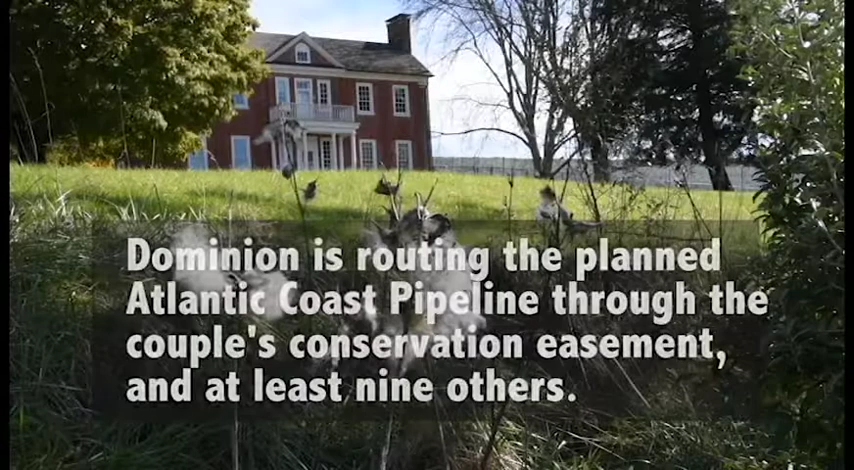 Dominion is routing the planned
Atlantic Coast Pipeline through the
couple's conservation easement,
and at least nine others.